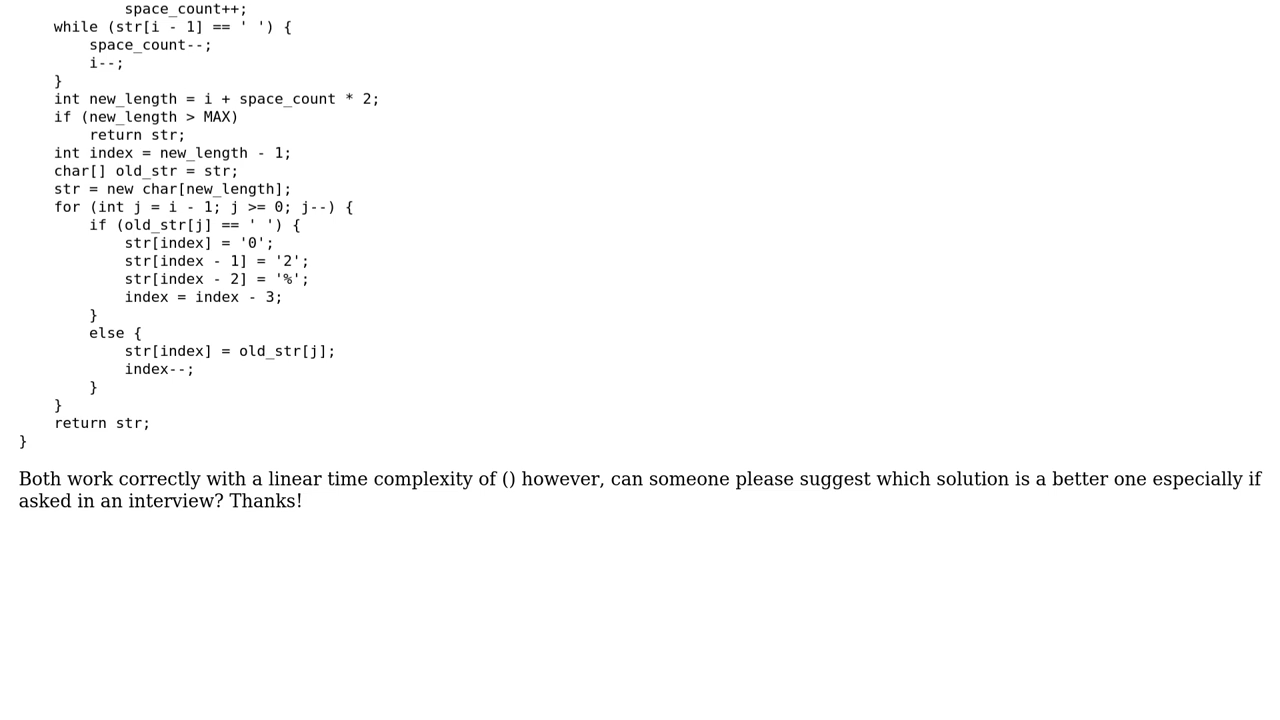 space_count++;
    while (str[i - 1] == ' ') {
        space_count--;
        i--;
    }
    int new_length = i + space_count * 2;
    if (new_length > MAX)
        return str;
    int index = new_length - 1;
    char[] old_str = str;
    str = new char[new_length];
    for (int j = i - 1; j >= 0; j--) {
        if (old_str[j] == ' ') {
            str[index] = '0';
            str[index - 1] = '2';
            str[index - 2] = '%';
            index = index - 3;
        }
        else {
            str[index] = old_str[j];
            index--;
        }
    }
    return str;
}
Both work correctly with a linear time complexity of () however, can someone please suggest which solution is a better one especially if
asked in an interview? Thanks!